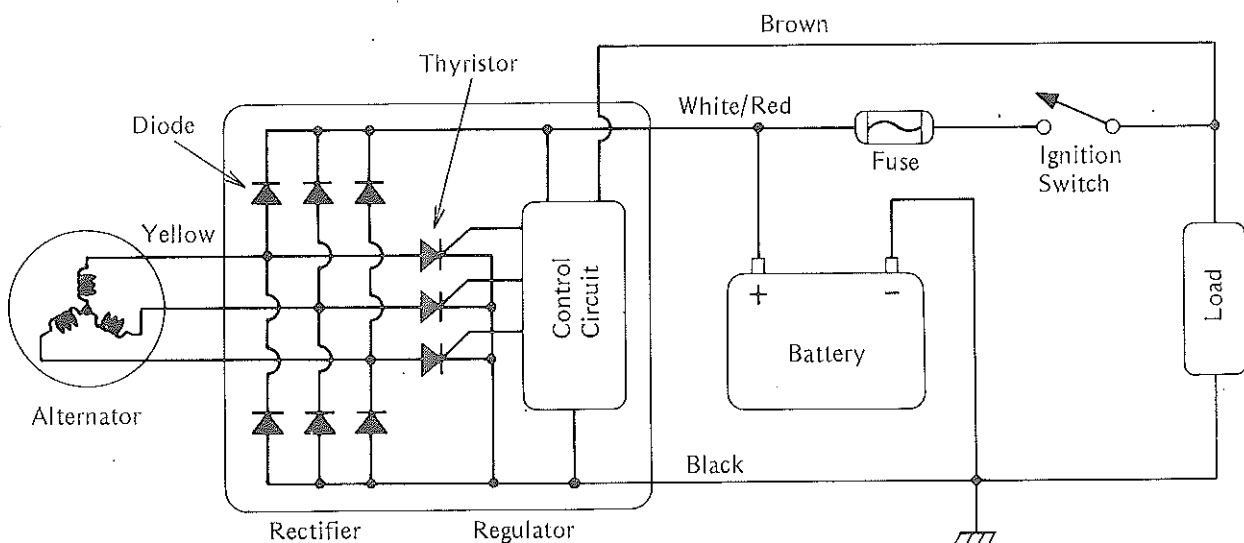 Brown
Thyristor
White/Red
Diode
Fuse
Ignition
Switch
Yellow
Control
Circuit
+
−
Load
Battery
Alternator
Black
Rectifier
Regulator